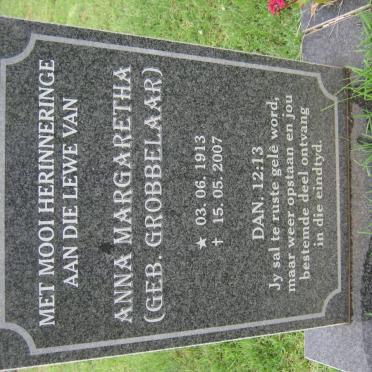 MET MOOI HERINNERINGE
AAN DIE LEWE VAN
ANNA MARGARETHA
(GEB. GROBBELAAR)
★ 03. 06. 1913
✝ 15. 05. 2007
DAN. 12:13
Jy sal te ruste gelê word,
maar weer opstaan en jou
bestemde deel ontvang
in die eindtyd.